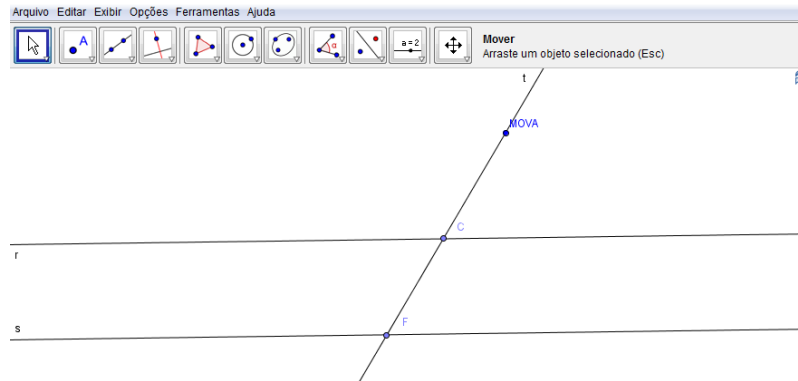 Arquivo Editar Exibir Opções Ferramentas Ajuda
A
α
a=2
Mover
Arraste um objeto selecionado (Esc)
t
MOVA
C
r
F
s